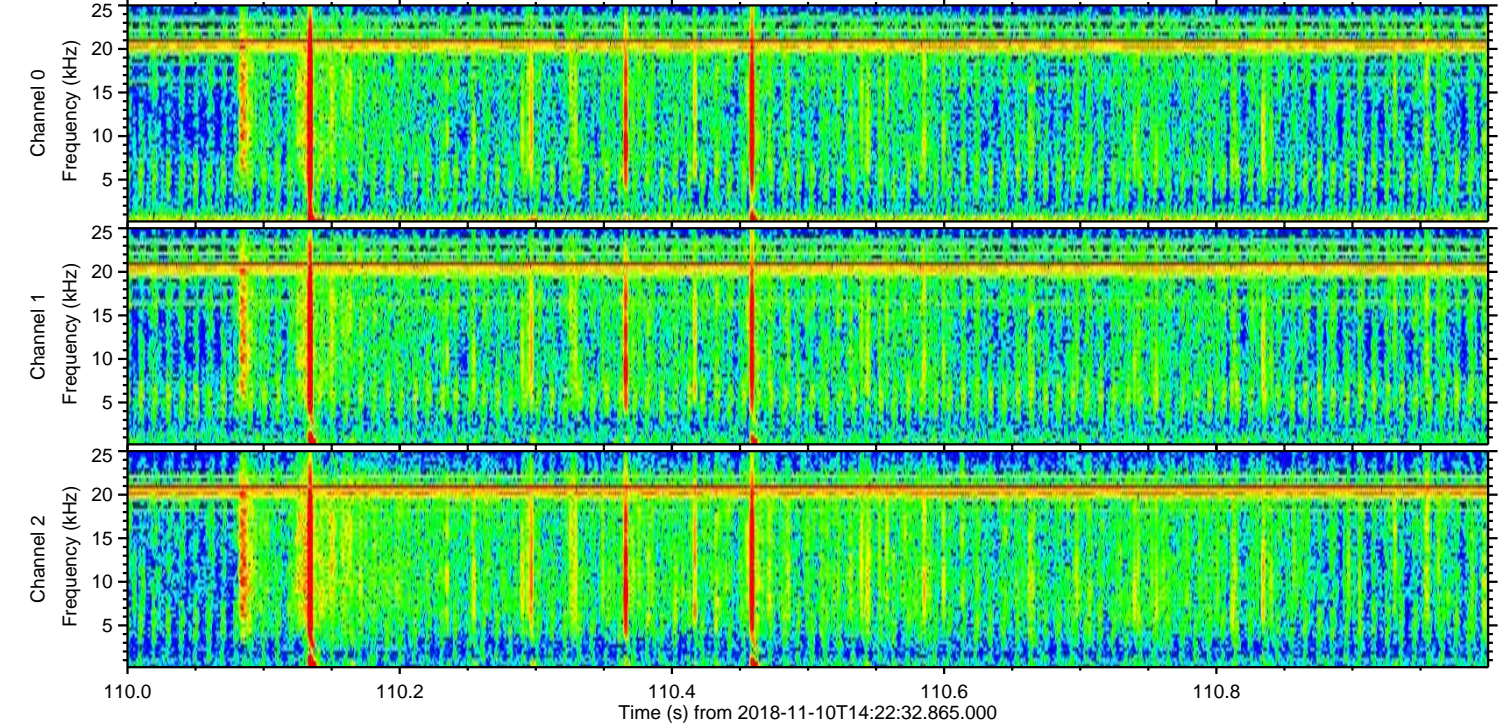 25
20
15
10
5
Channel 0
Frequency (kHz)
25
20
15
10
5
Channel 1
Frequency (kHz)
25
20
15
10
5
Channel 2
Frequency (kHz)
110.0 110.2 110.4 110.6 110.8
Time (s) from 2018-11-10T14:22:32.865.000